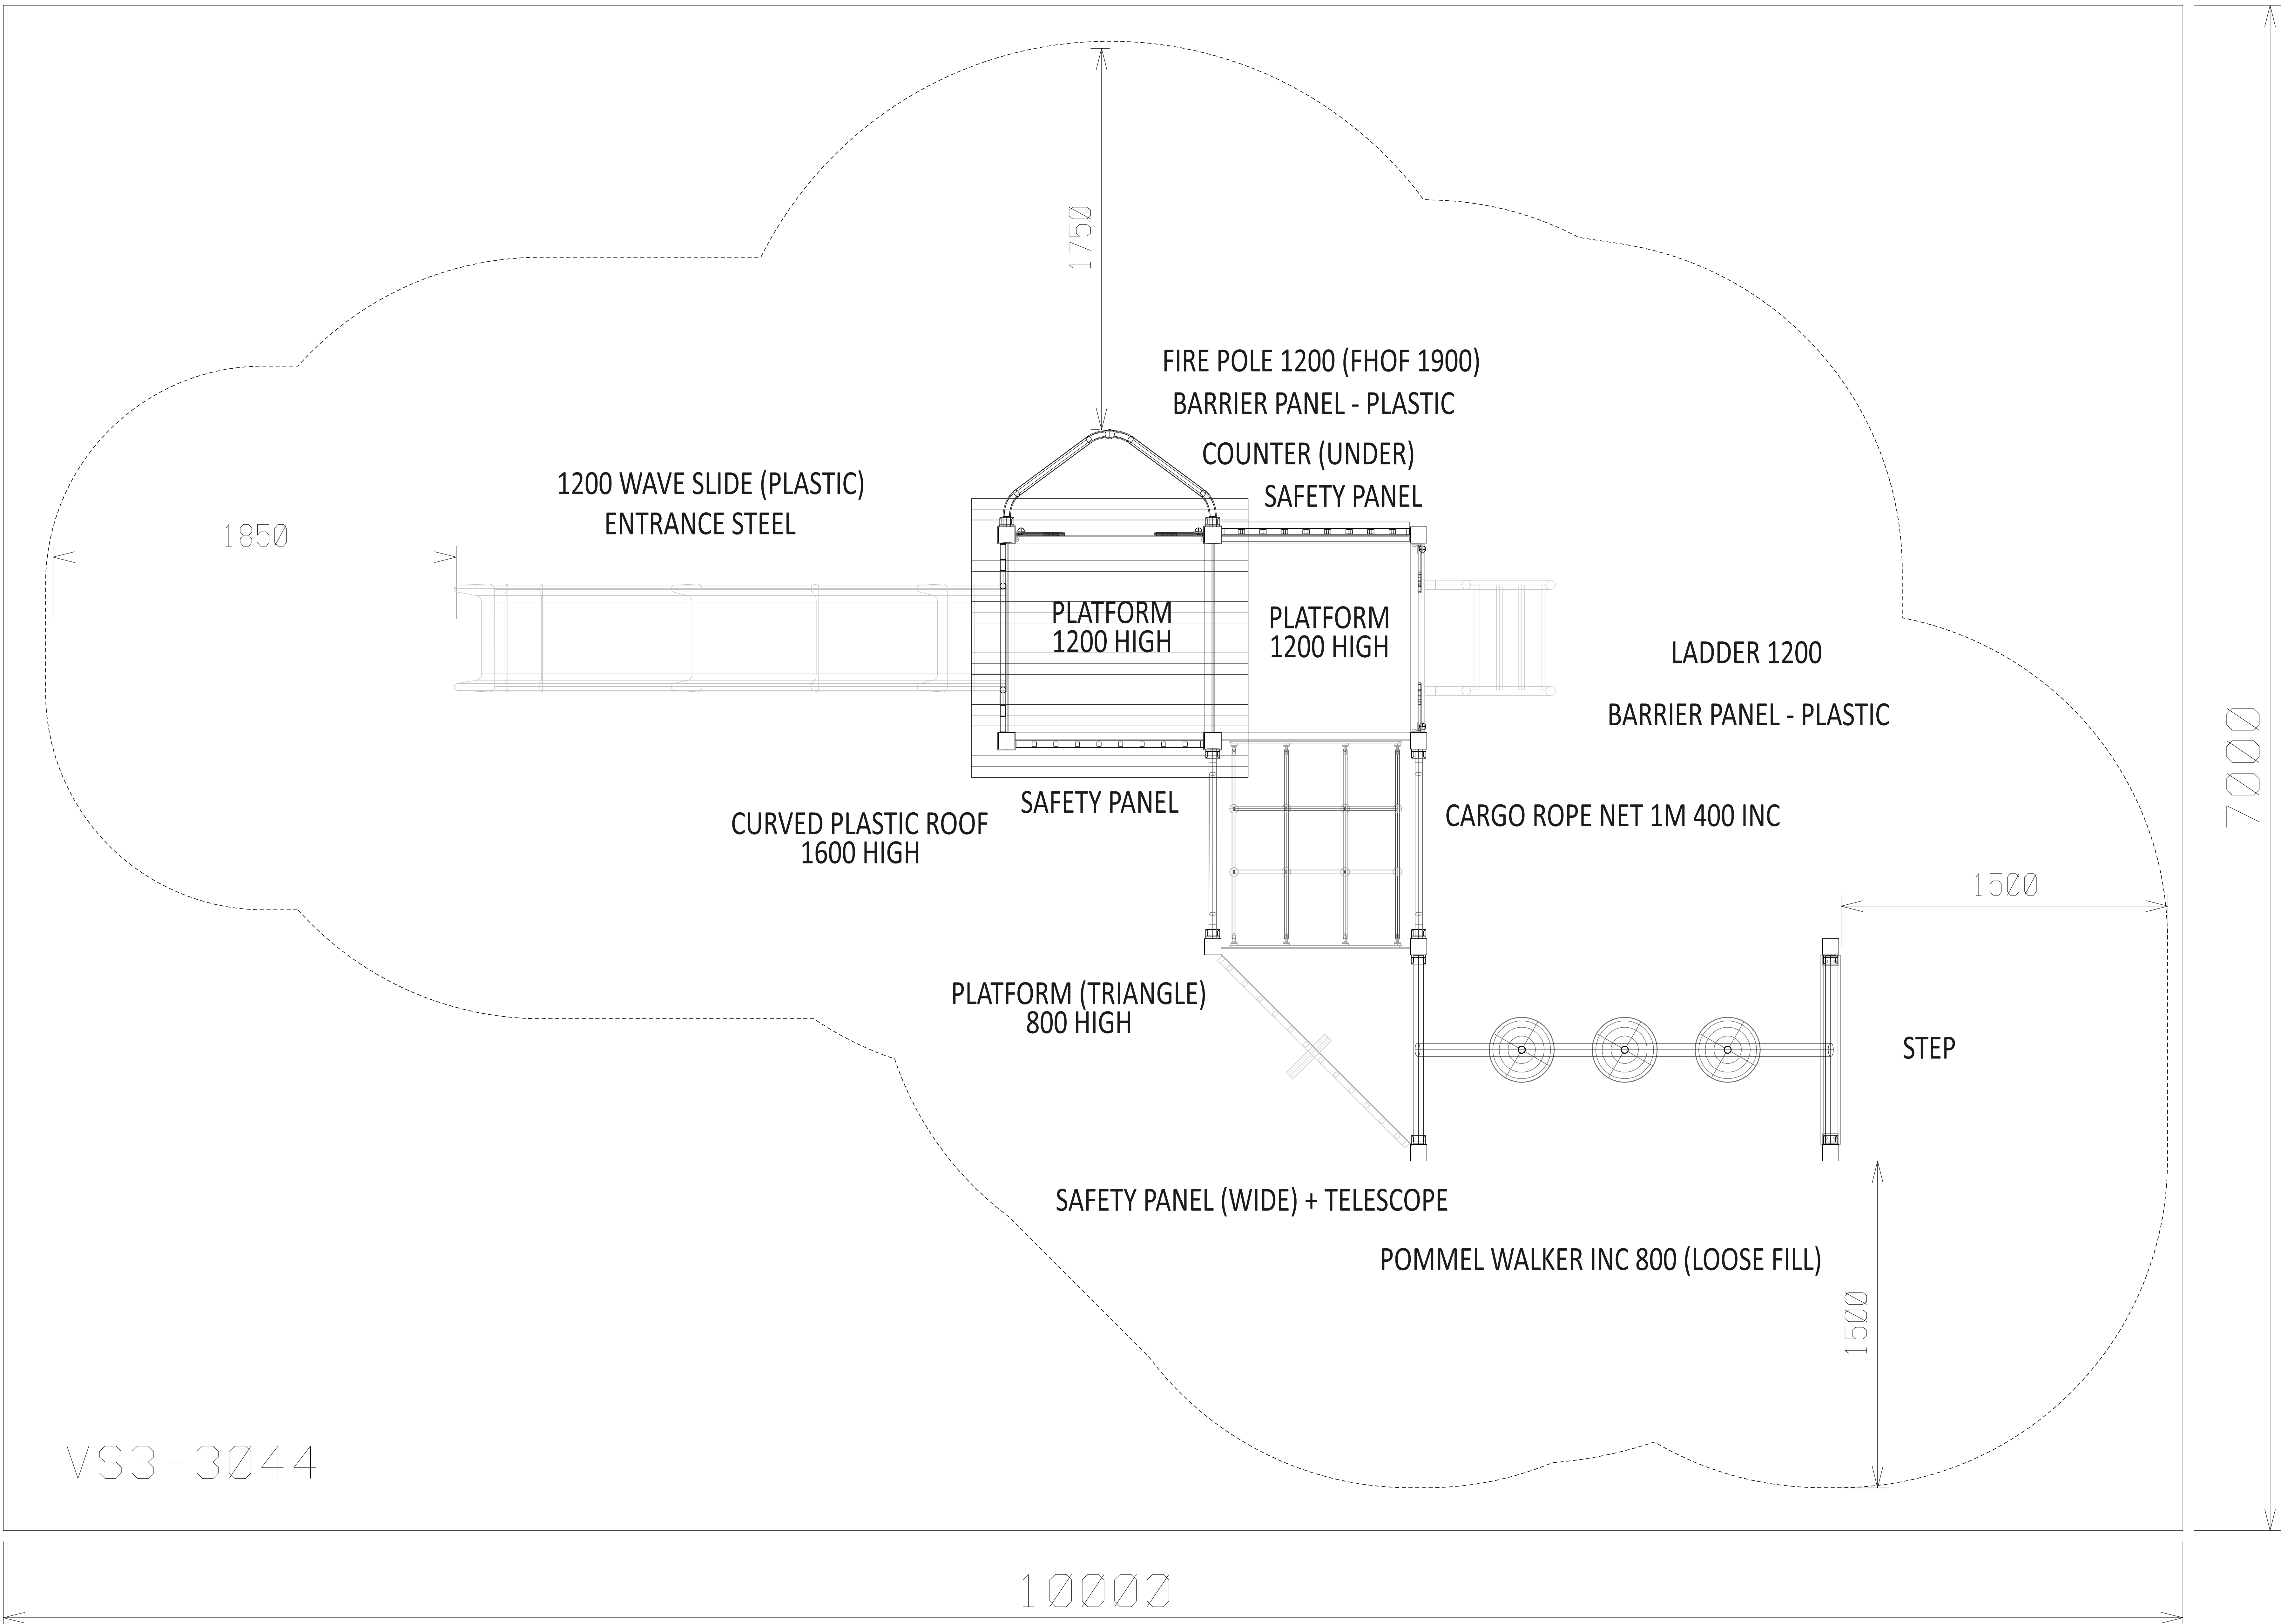 1750
FIRE POLE 1200 (FHOF 1900)
BARRIER PANEL - PLASTIC
COUNTER (UNDER)
SAFETY PANEL
1200 WAVE SLIDE (PLASTIC)
ENTRANCE STEEL
1850
PLATFORM
1200 HIGH
PLATFORM
1200 HIGH
LADDER 1200
BARRIER PANEL - PLASTIC
7000
SAFETY PANEL
CURVED PLASTIC ROOF
1600 HIGH
CARGO ROPE NET 1M 400 INC
1500
PLATFORM (TRIANGLE)
800 HIGH
STEP
SAFETY PANEL (WIDE) + TELESCOPE
POMMEL WALKER INC 800 (LOOSE FILL)
1500
VS3-3044
10000